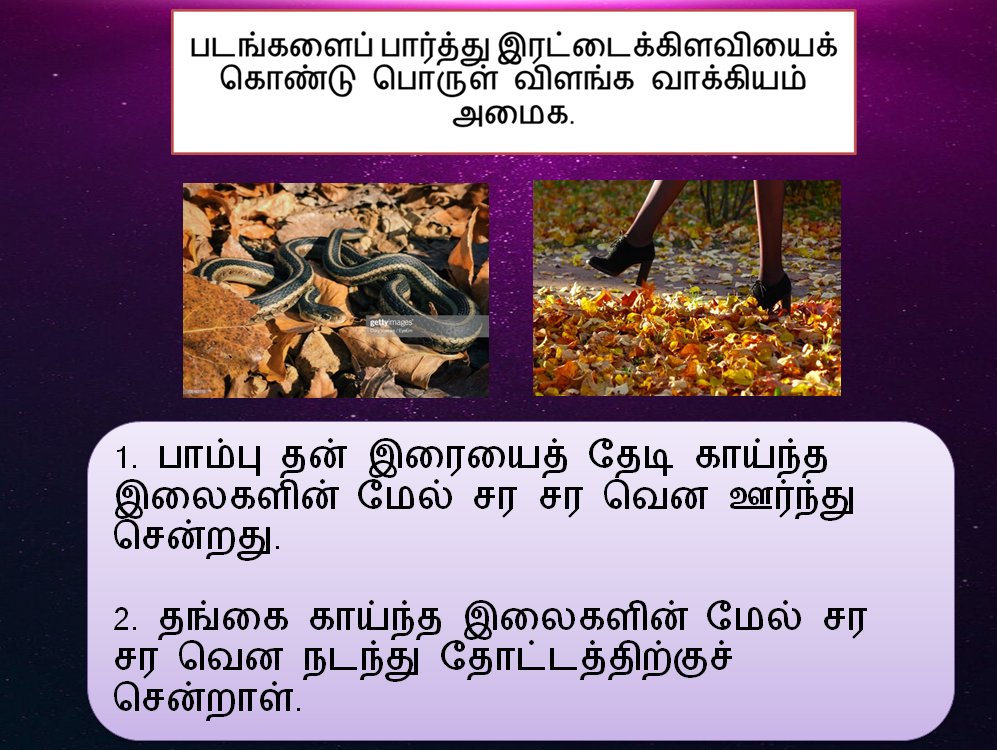 படங்களைப் பார்த்து இரட்டைக்கிளவியைக்
கொண்டு பொருள் விளங்க வாக்கியம்
அமைக.
gettyimages
1. பாம்பு தன் இரையைத் தேடி காய்ந்த
இலைகளின் மேல் சர சர வென ஊர்ந்து
சென்றது.
2. தங்கை காய்ந்த இலைகளின் மேல் சர
சர வென நடந்து தோட்டத்திற்குச்
சென்றாள்.